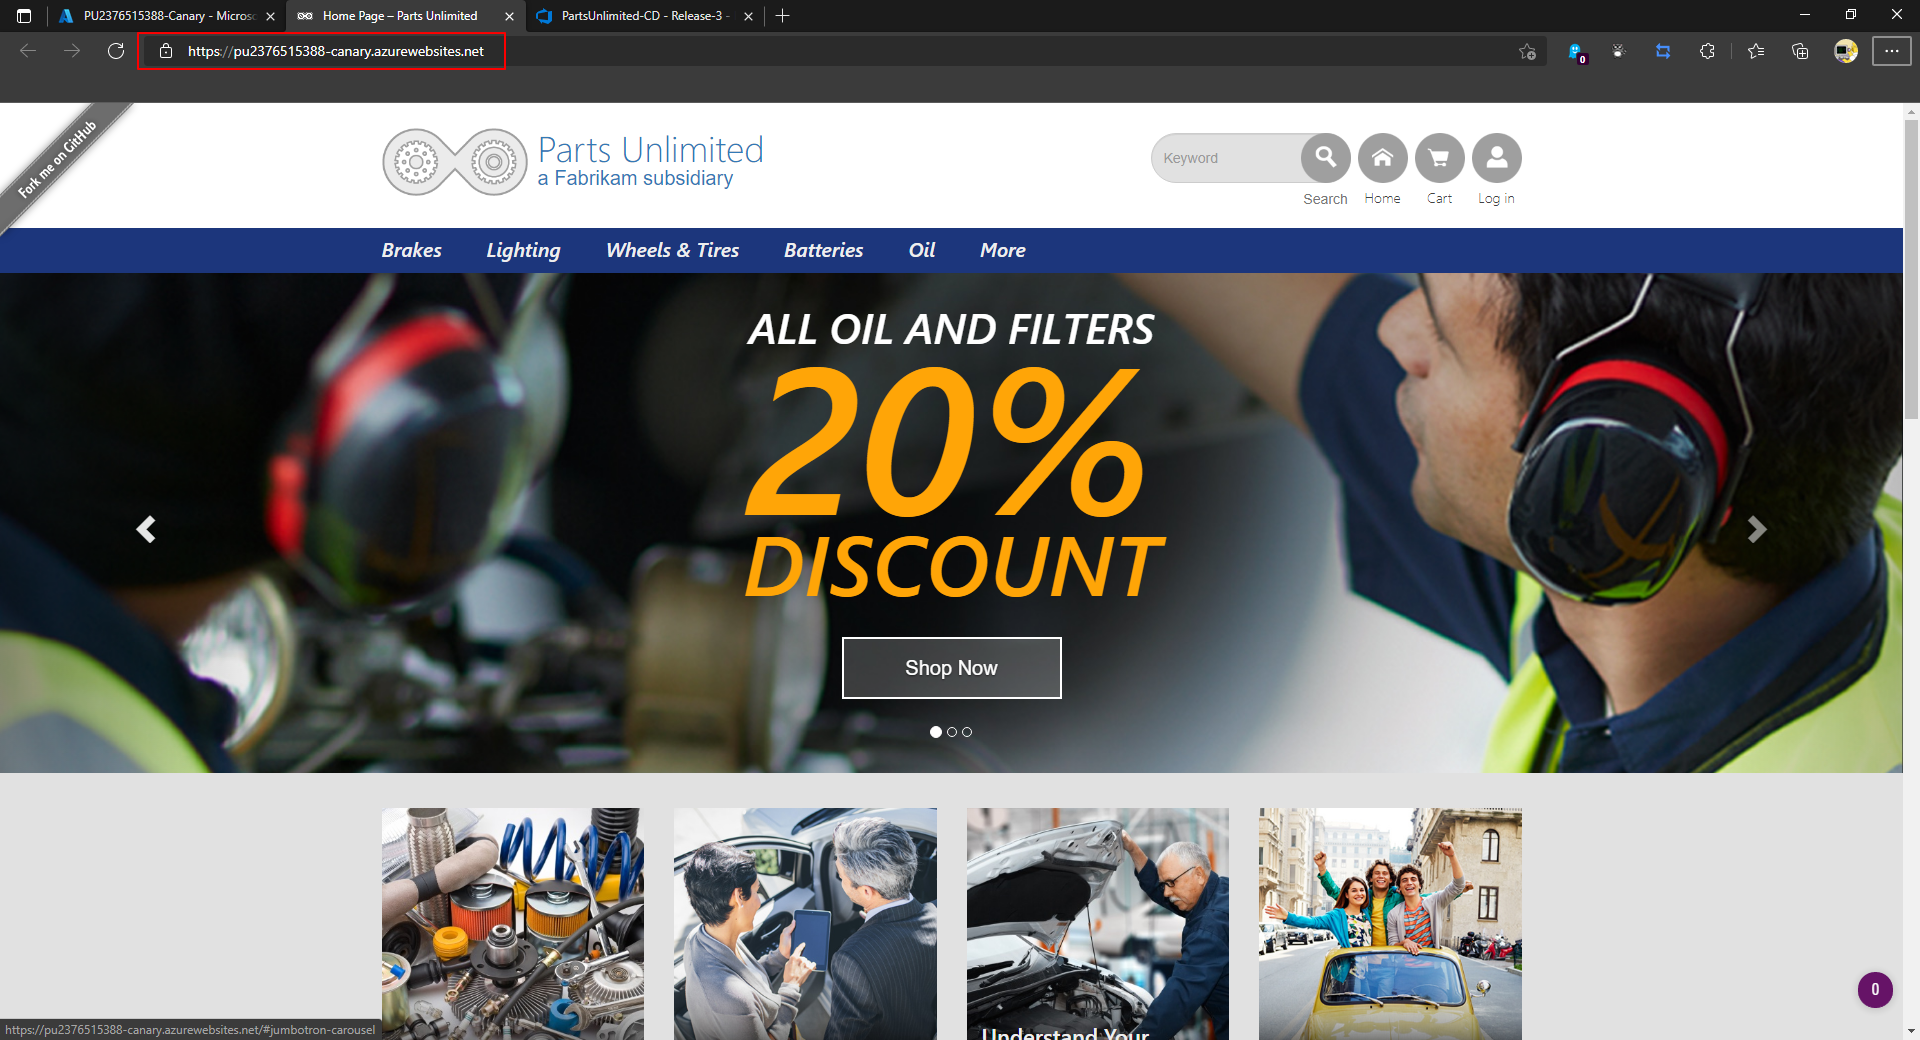 PU2376515388-Canary - Micros
Home Page – Parts Unlimited
PartsUnlimited-CD - Release-3 -
https://pu2376515388-canary.azurewebsites.net
0
Fork me on GitHub
Parts Unlimited
a Fabrikam subsidiary
Keyword
Search
Home
Cart
Log in
Brakes
Lighting
Wheels & Tires
Batteries
Oil
More
ALL OIL AND FILTERS
20%
DISCOUNT
Shop Now
0
Understand Your
https://pu2376515388-canary.azurewebsites.net/#jumbotron-carousel